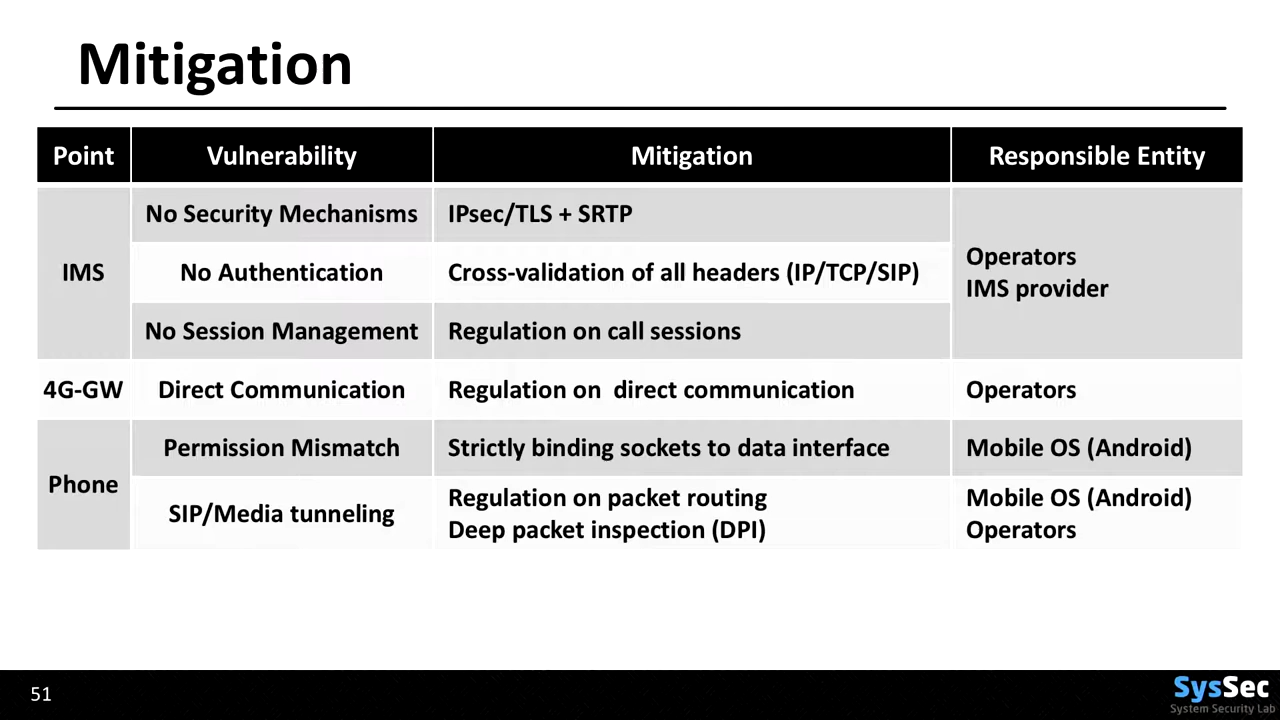 Mitigation
Point Vulnerability Mitigation Responsible Entity
IMS
No Security Mechanisms IPsec/TLS + SRTP
No Authentication Cross-validation of all headers (IP/TCP/SIP)
No Session Management Regulation on call sessions
Operators
IMS provider
4G-GW Direct Communication Regulation on direct communication Operators
Phone
Permission Mismatch Strictly binding sockets to data interface Mobile OS (Android)
SIP/Media tunneling
Regulation on packet routing
Deep packet inspection (DPI)
Mobile OS (Android)
Operators
51
SysSec
System Security Lab